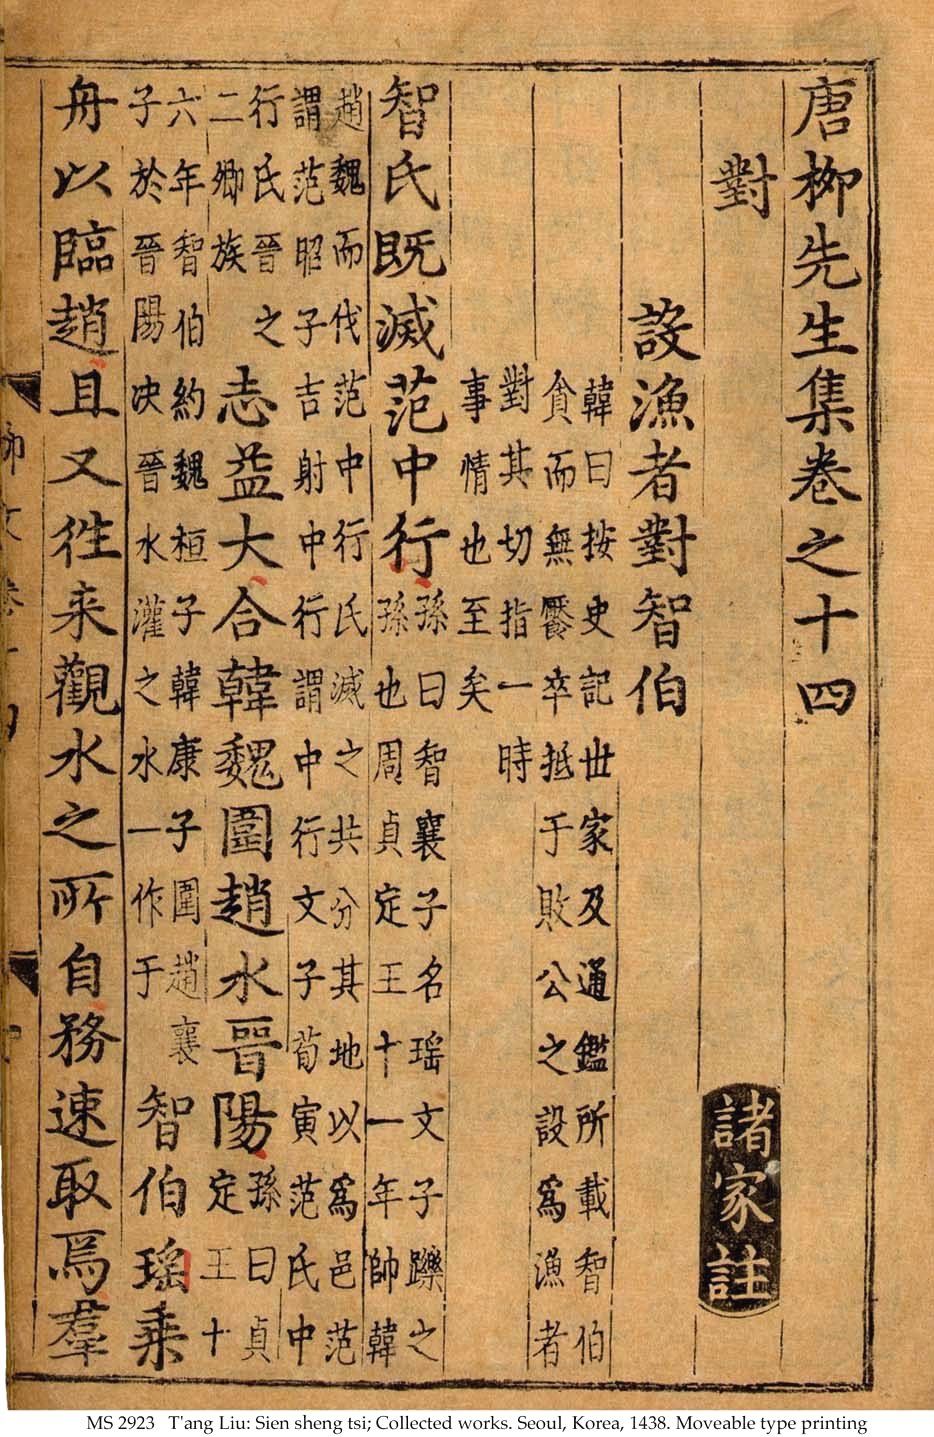 唐栁先生集卷之十四
對
諸家註
設漁者對智伯
韓曰按史記丗家及通鑑所載智伯
貪而無饜卒抵于敗公之設爲漁者
對其切指一時
事情也至矣
智氏既滅范中行
孫曰智襄子名瑶文子躒之
孫也周貞定王十一年帥韓
趙魏而伐范中行氏滅之共分其地以爲邑范
謂范昭子吉射中行謂中行文子荀寅范氏中
行氏晉之
二卿族
志益大合韓魏圍趙水晉陽
孫曰貞
定王十
六年智伯約魏桓子韓康子圍趙襄
子於晉陽决晉水灌之水一作于
智伯瑶乗
舟以臨趙且又徃来觀水之所自務速取焉羣
MS 2923 T'ang Liu: Sien sheng tsi; Collected works. Seoul, Korea, 1438. Moveable type printing